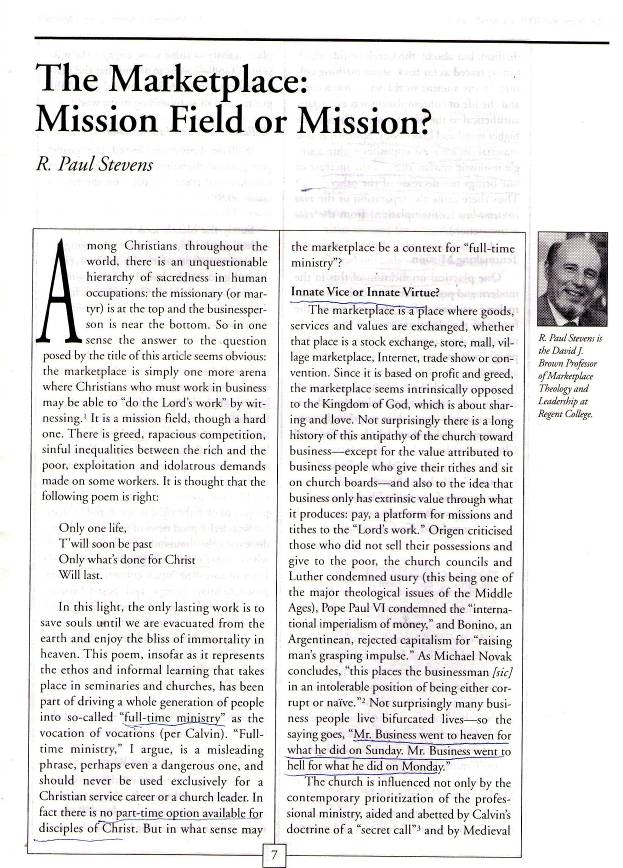 The Marketplace:
Mission Field or Mission?
R. Paul Stevens
Among Christians throughout the
world, there is an unquestionable
hierarchy of sacredness in human
occupations: the missionary (or mar-
tyr) is at the top and the businessper-
son is near the bottom. So in one
sense the answer to the question
posed by the title of this article seems obvious:
the marketplace is simply one more arena
where Christians who must work in business
may be able to “do the Lord’s work” by wit-
nessing.¹ It is a mission field, though a hard
one. There is greed, rapacious competition,
sinful inequalities between the rich and the
poor, exploitation and idolatrous demands
made on some workers. It is thought that the
following poem is right:
Only one life,
T’will soon be past
Only what’s done for Christ
Will last.
In this light, the only lasting work is to
save souls until we are evacuated from the
earth and enjoy the bliss of immortality in
heaven. This poem, insofar as it represents
the ethos and informal learning that takes
place in seminaries and churches, has been
part of driving a whole generation of people
into so-called “full-time ministry” as the
vocation of vocations (per Calvin). “Full-
time ministry,” I argue, is a misleading
phrase, perhaps even a dangerous one, and
should never be used exclusively for a
Christian service career or a church leader. In
fact there is no part-time option available for
disciples of Christ. But in what sense may
the marketplace be a context for “full-time
ministry”?
Innate Vice or Innate Virtue?
The marketplace is a place where goods,
services and values are exchanged, whether
that place is a stock exchange, store, mall, vil-
lage marketplace, Internet, trade show or con-
vention. Since it is based on profit and greed,
the marketplace seems intrinsically opposed
to the Kingdom of God, which is about shar-
ing and love. Not surprisingly there is a long
history of this antipathy of the church toward
business—except for the value attributed to
business people who give their tithes and sit
on church boards—and also to the idea that
business only has extrinsic value through what
it produces: pay, a platform for missions and
tithes to the “Lord’s work.” Origen criticised
those who did not sell their possessions and
give to the poor, the church councils and
Luther condemned usury (this being one of
the major theological issues of the Middle
Ages), Pope Paul VI condemned the “interna-
tional imperialism of money,” and Bonino, an
Argentinean, rejected capitalism for “raising
man’s grasping impulse.” As Michael Novak
concludes, “this places the businessman [sic]
in an intolerable position of being either cor-
rupt or naïve.”² Not surprisingly many busi-
ness people live bifurcated lives—so the
saying goes, “Mr. Business went to heaven for
what he did on Sunday. Mr. Business went to
hell for what he did on Monday.”
The church is influenced not only by the
contemporary prioritization of the profes-
sional ministry, aided and abetted by Calvin’s
doctrine of a “secret call”³ and by Medieval
R. Paul Stevens is
the David J.
Brown Professor
of Marketplace
Theology and
Leadership at
Regent College.
7